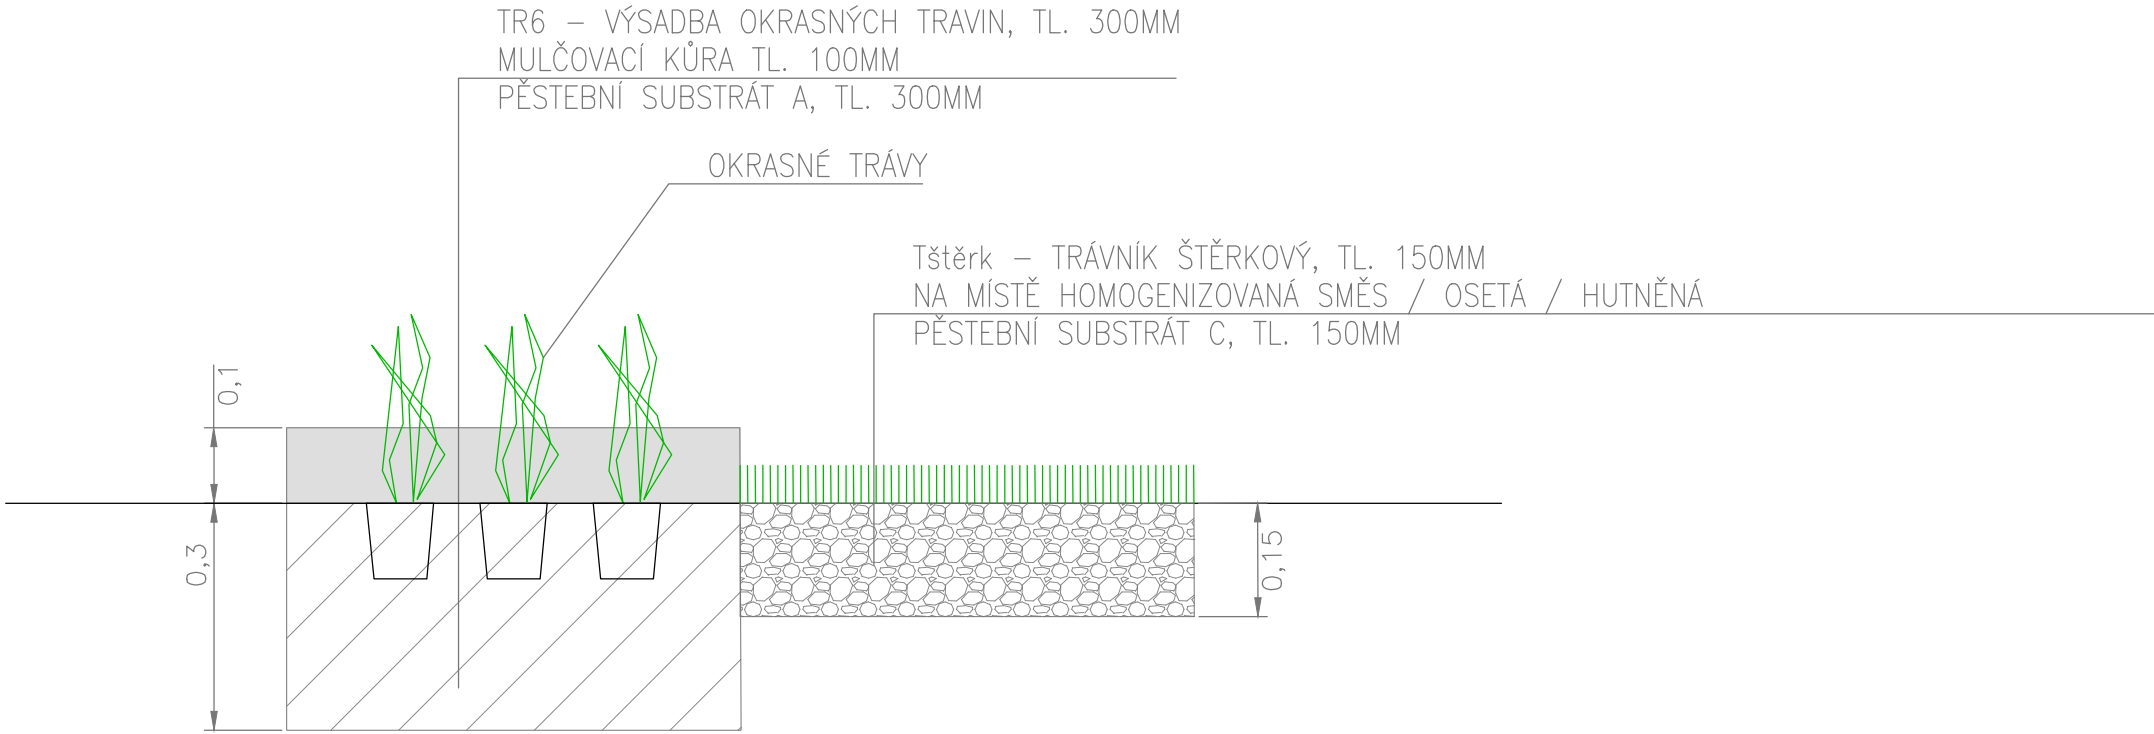 TR6 – VÝSADBA OKRASNÝCH TRAVIN, TL. 300MM
MULČOVACÍ KŮRA TL. 100MM
PĚSTEBNÍ SUBSTRÁT A, TL. 300MM
OKRASNÉ TRÁVY
Tštěrk – TRÁVNÍK ŠTĚRKOVÝ, TL. 150MM
NA MÍSTĚ HOMOGENIZOVANÁ SMĚS / OSETÁ / HUTNĚNÁ
PĚSTEBNÍ SUBSTRÁT C, TL. 150MM
0,1
0,3
0,15